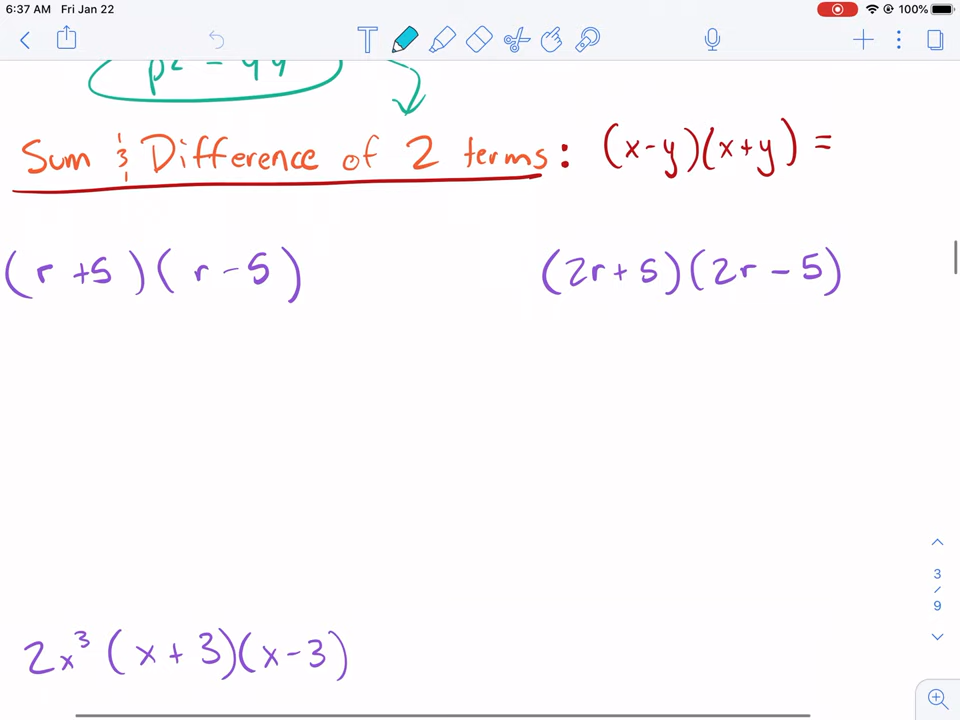 6:37 AM Fri Jan 22 100%
T
Sum & Difference of 2 terms: (x-y)(x+y) =
(r+5)(r-5) (2r+5)(2r-5)
3
/
9
2x³(x+3)(x-3)